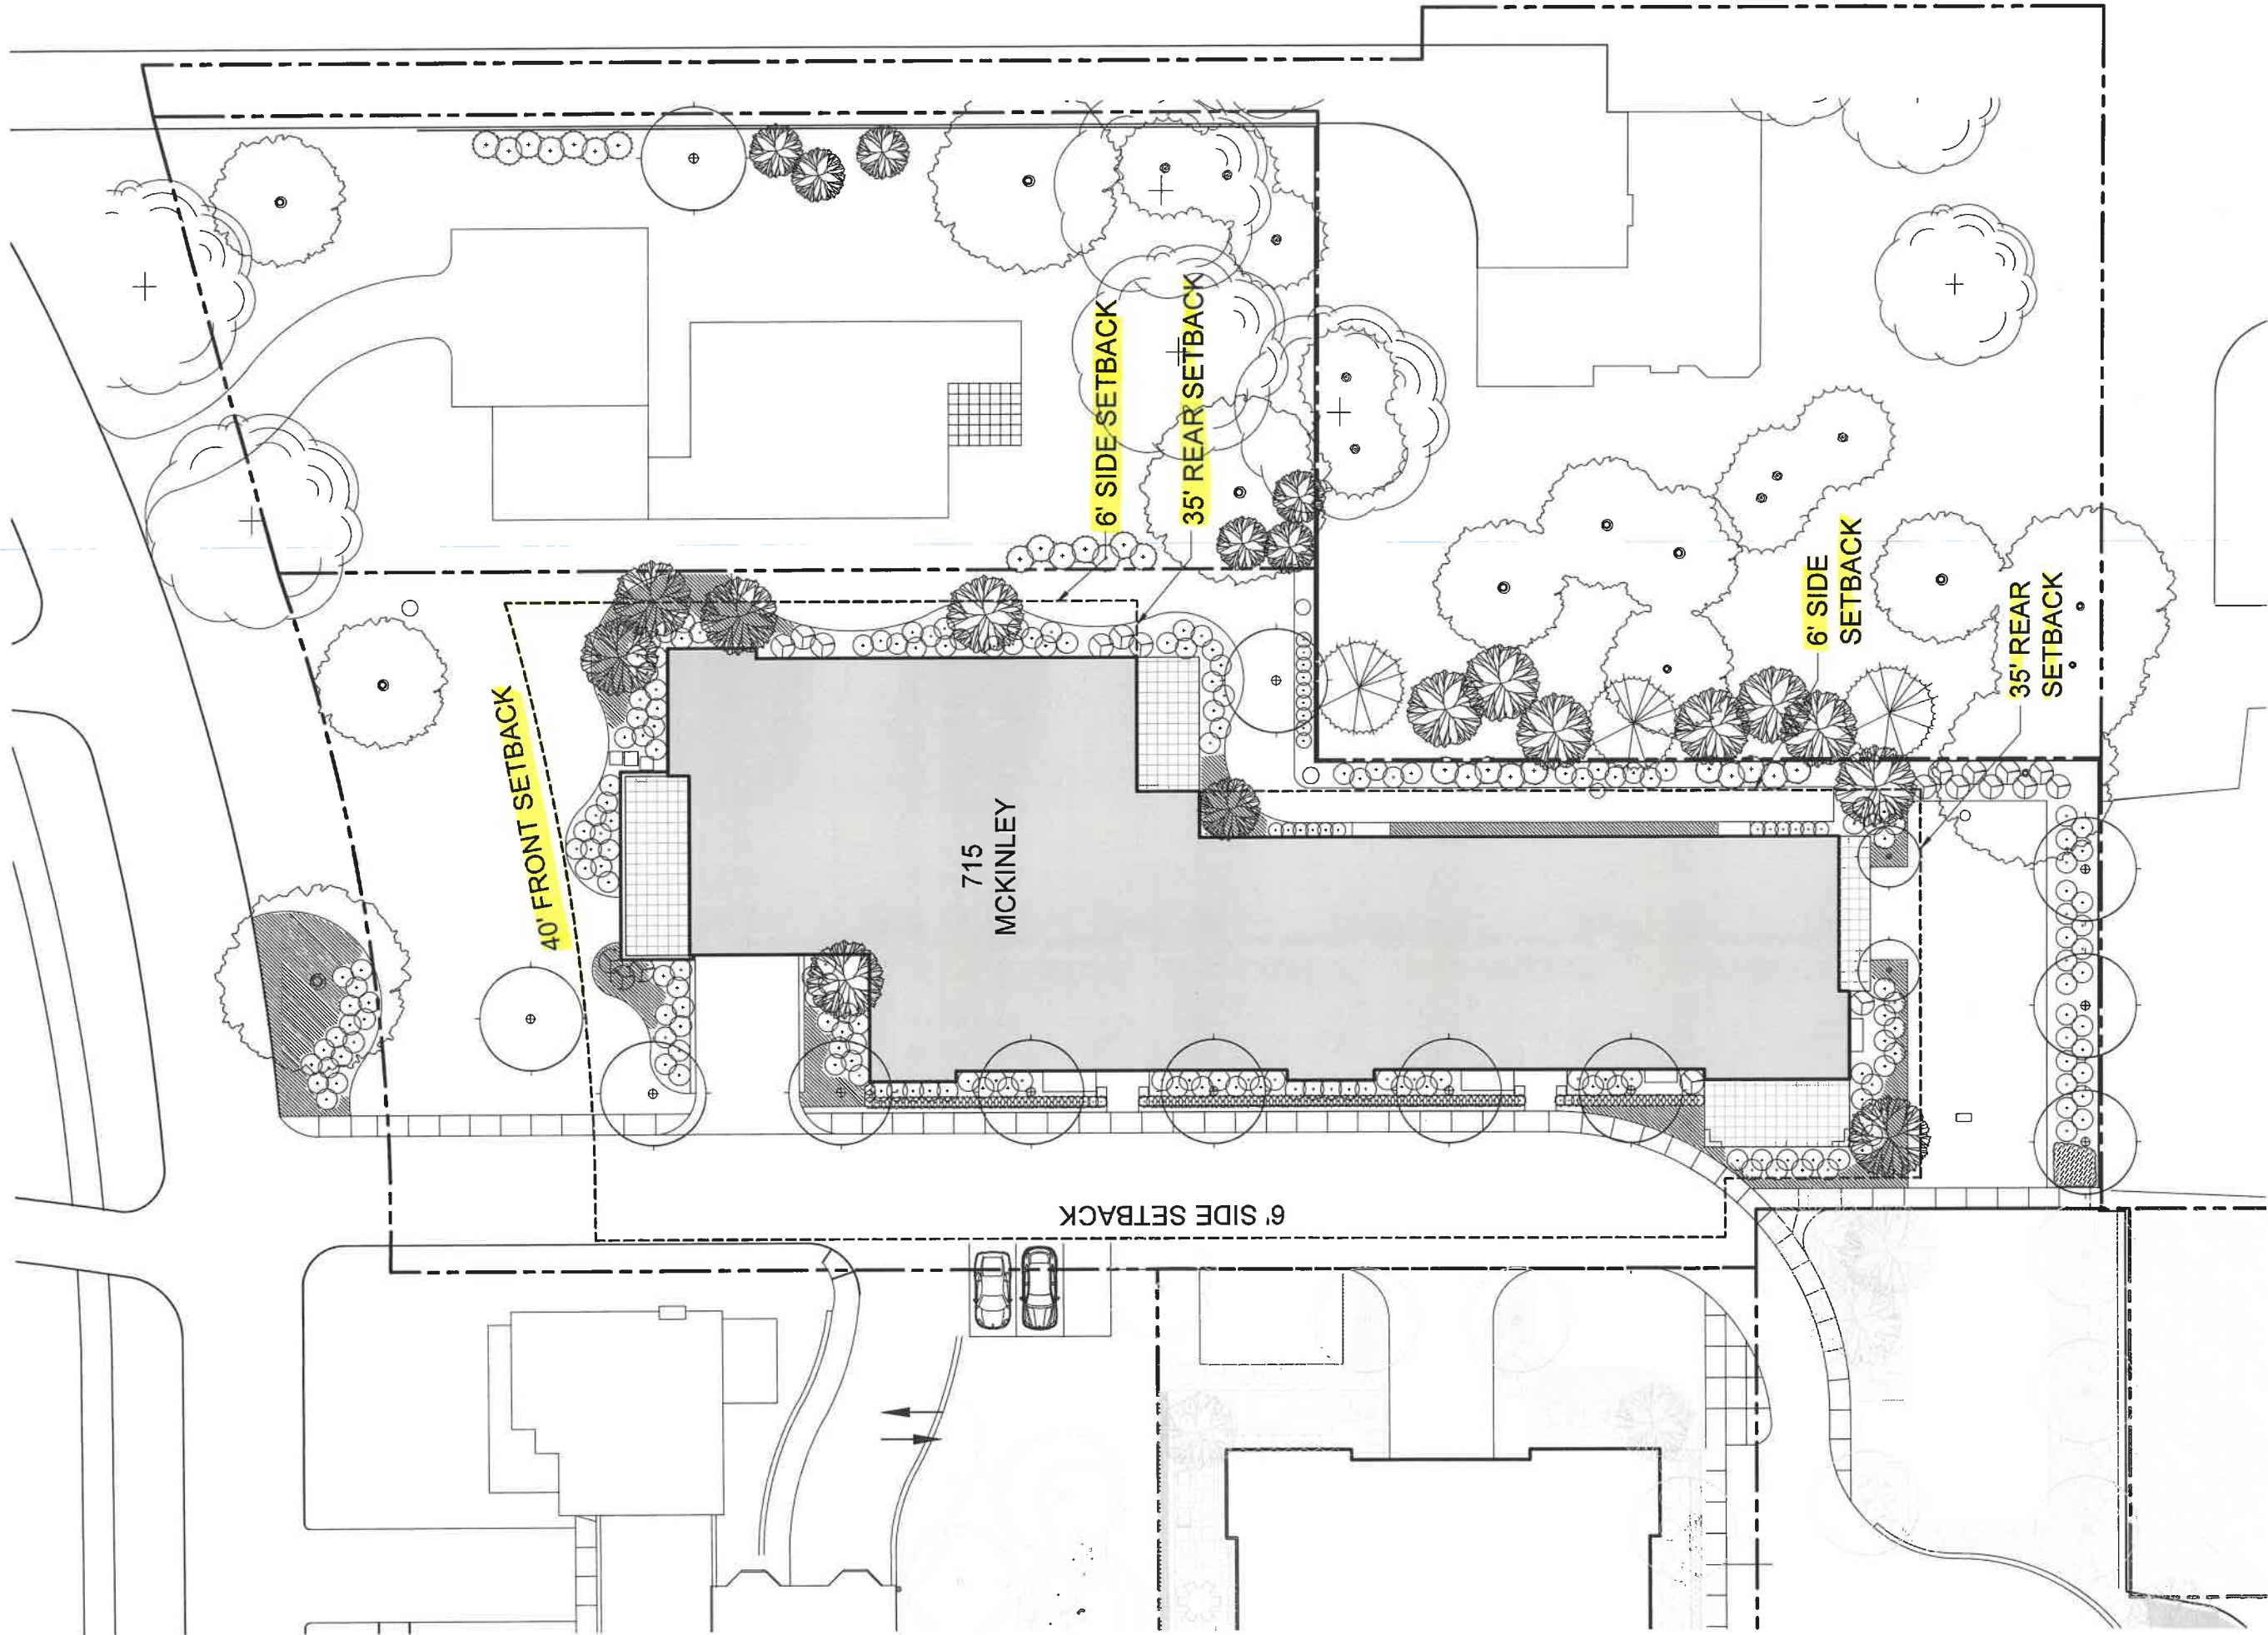 6' SIDE SETBACK
35' REAR SETBACK
40' FRONT SETBACK
6' SIDE
SETBACK
35' REAR
SETBACK
715
MCKINLEY
6' SIDE SETBACK